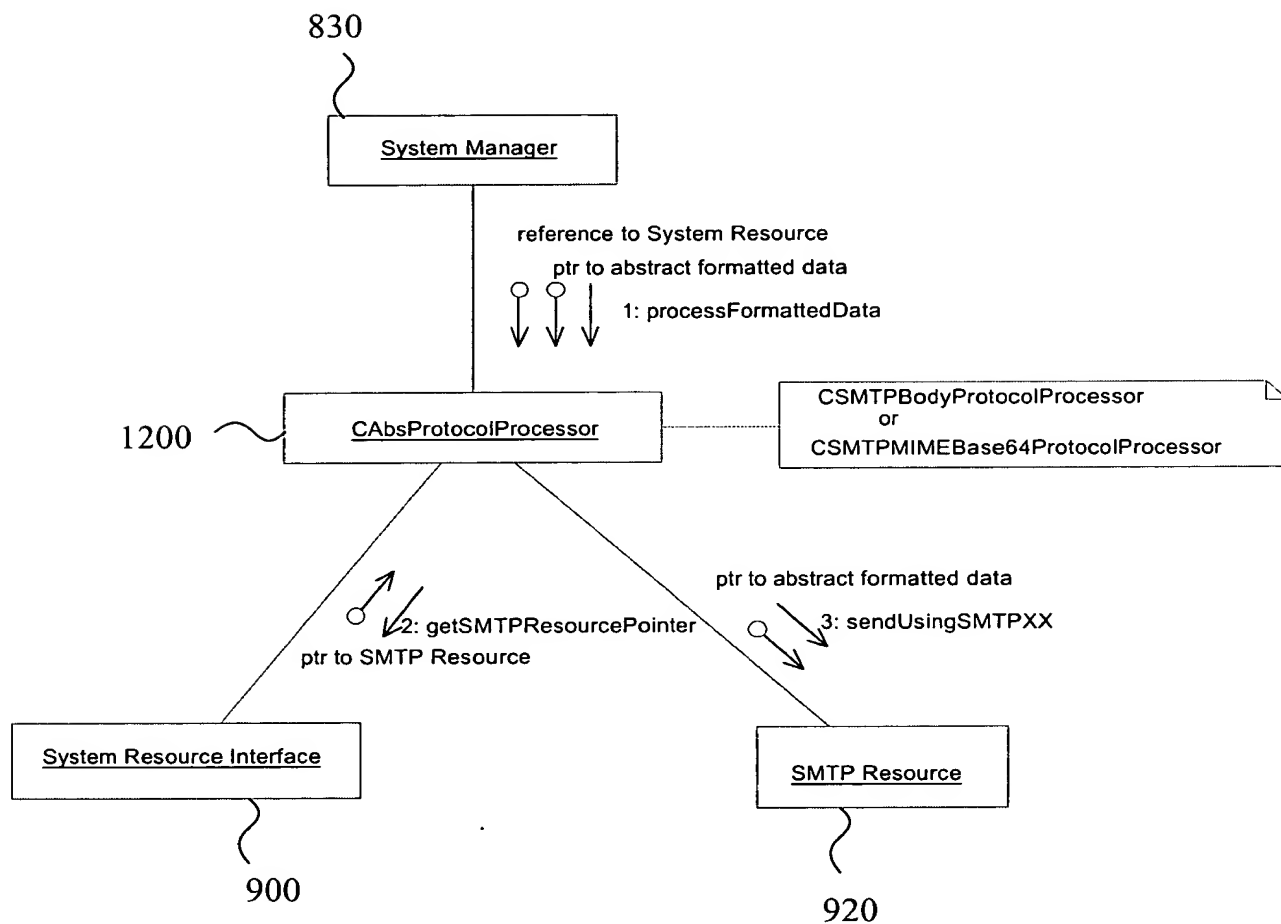 830
System Manager
reference to System Resource
ptr to abstract formatted data
1: processFormattedData
CAbsProtocolProcessor
1200
CSMTPBodyProtocolProcessor
or
CSMTPMIMEBase64ProtocolProcessor
ptr to abstract formatted data
3: sendUsingSMTPXX
2: getSMTPResourcePointer
ptr to SMTP Resource
System Resource Interface
SMTP Resource
900
920